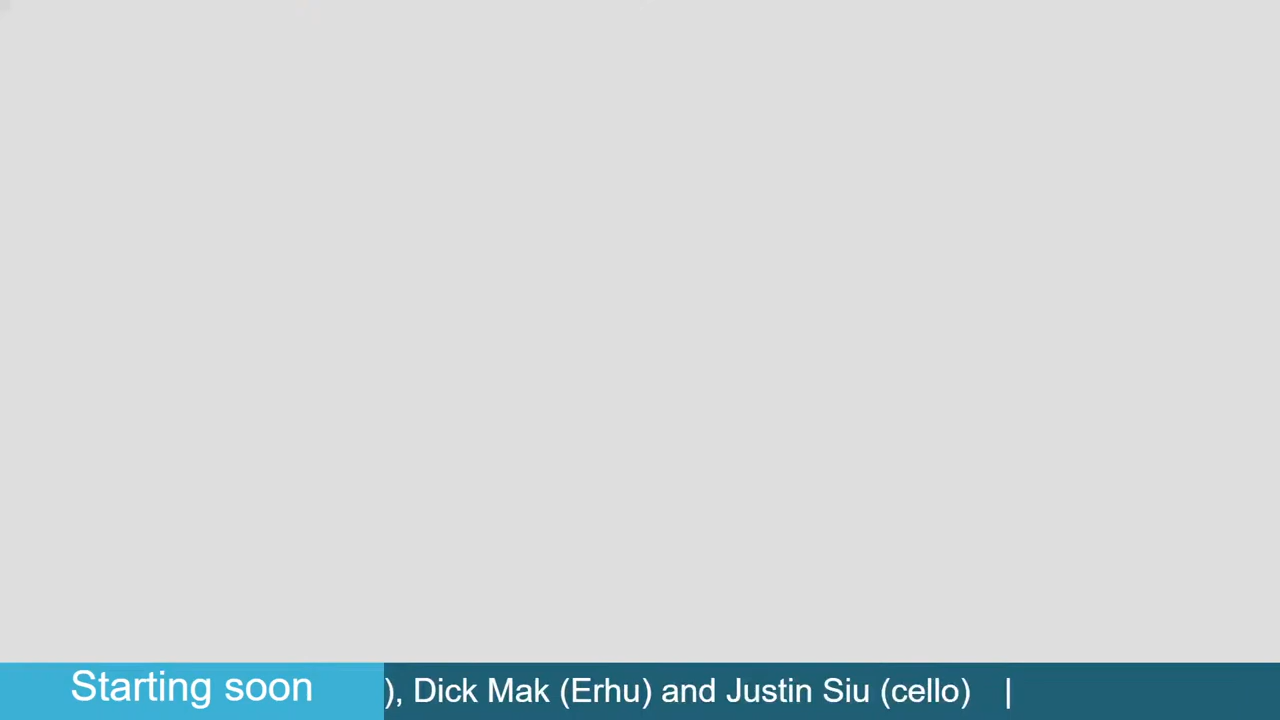 Starting soon
), Dick Mak (Erhu) and Justin Siu (cello) |